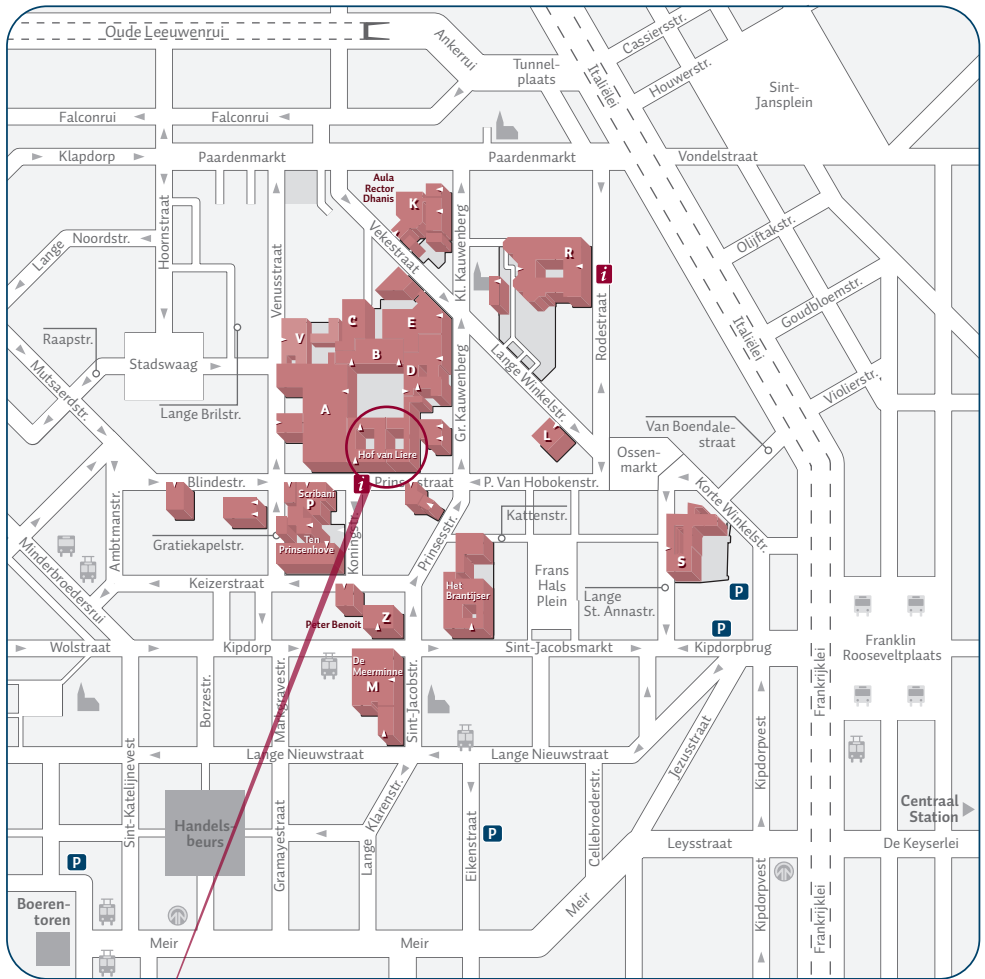 Oude Leeuwenrui
Ankerrui
Tunnel-
plaats
Italiëlei
Cassiersstr.
Houwerstr.
Sint-
Jansplein
Falconrui
Falconrui
Klapdorp
Paardenmarkt
Paardenmarkt
Vondelstraat
Aula
Rector
Dhanis
K
Lange
Noordstr.
Hornstraat
Venusstraat
Vekestraat
Kl. Kauwenberg
R
i
Rodestraat
Olijftakstr.
Goudbloemstr.
Italiëlei
Violierstr.
Raapstr.
Stadswaag
Mutsaerdstr.
Lange Brilstr.
V
C
E
B
D
A
Gr. Kauwenberg
Lange Winkelstr.
L
Hof van Liere
Van Boendale-
straat
Ossen-
markt
Blindestr.
i
Prinsstraat
P. Van Hobokenstr.
Korte Winkelstr.
Scribani
P
Ten
Prinsenhove
Koningstr.
Prinsesstr.
Kattenstr.
Ambtmanstr.
Gratiekapelstr.
S
Minderbroedersrui
Keizerstraat
Het
Brantijser
Frans
Hals
Plein
Lange
St. Annastr.
P
P
Peter Benoit
Z
Wolstraat
Kipdorp
Sint-Jacobsmarkt
Kipdorpbrug
Franklin
Rooseveltplaats
De
Meerminne
M
Borzestr.
Markgravestr.
Sint-Jacobstr.
Frankrijklei
Jezusstraat
Kipdorpvest
Sint-Katelijnevest
Lange Nieuwstraat
Lange Nieuwstraat
Handels-
beurs
Gramayestraat
Lange Klarenstr.
Eikenstraat
P
Cellebroederstr.
Leysstraat
Centraal
Station
De Keyserlei
P
Boeren-
toren
Meir
Meir
Meir
Kipdorpvest
Frankrijklei